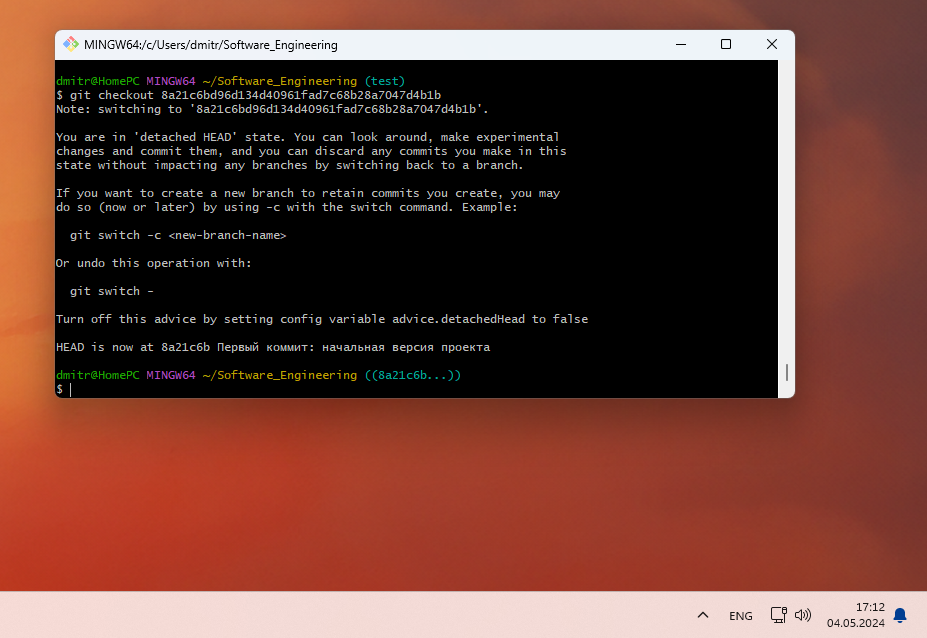 MINGW64:/c/Users/dmitr/Software_Engineering
dmitr@HomePC MINGW64 ~/Software_Engineering (test)
$ git checkout 8a21c6bd96d134d40961fad7c68b28a7047d4b1b
Note: switching to '8a21c6bd96d134d40961fad7c68b28a7047d4b1b'.
You are in 'detached HEAD' state. You can look around, make experimental
changes and commit them, and you can discard any commits you make in this
state without impacting any branches by switching back to a branch.
If you want to create a new branch to retain commits you create, you may
do so (now or later) by using -c with the switch command. Example:
git switch -c <new-branch-name>
Or undo this operation with:
git switch -
Turn off this advice by setting config variable advice.detachedHead to false
HEAD is now at 8a21c6b Первый коммит: начальная версия проекта
dmitr@HomePC MINGW64 ~/Software_Engineering ((8a21c6b...))
$
ENG
17:12
04.05.2024